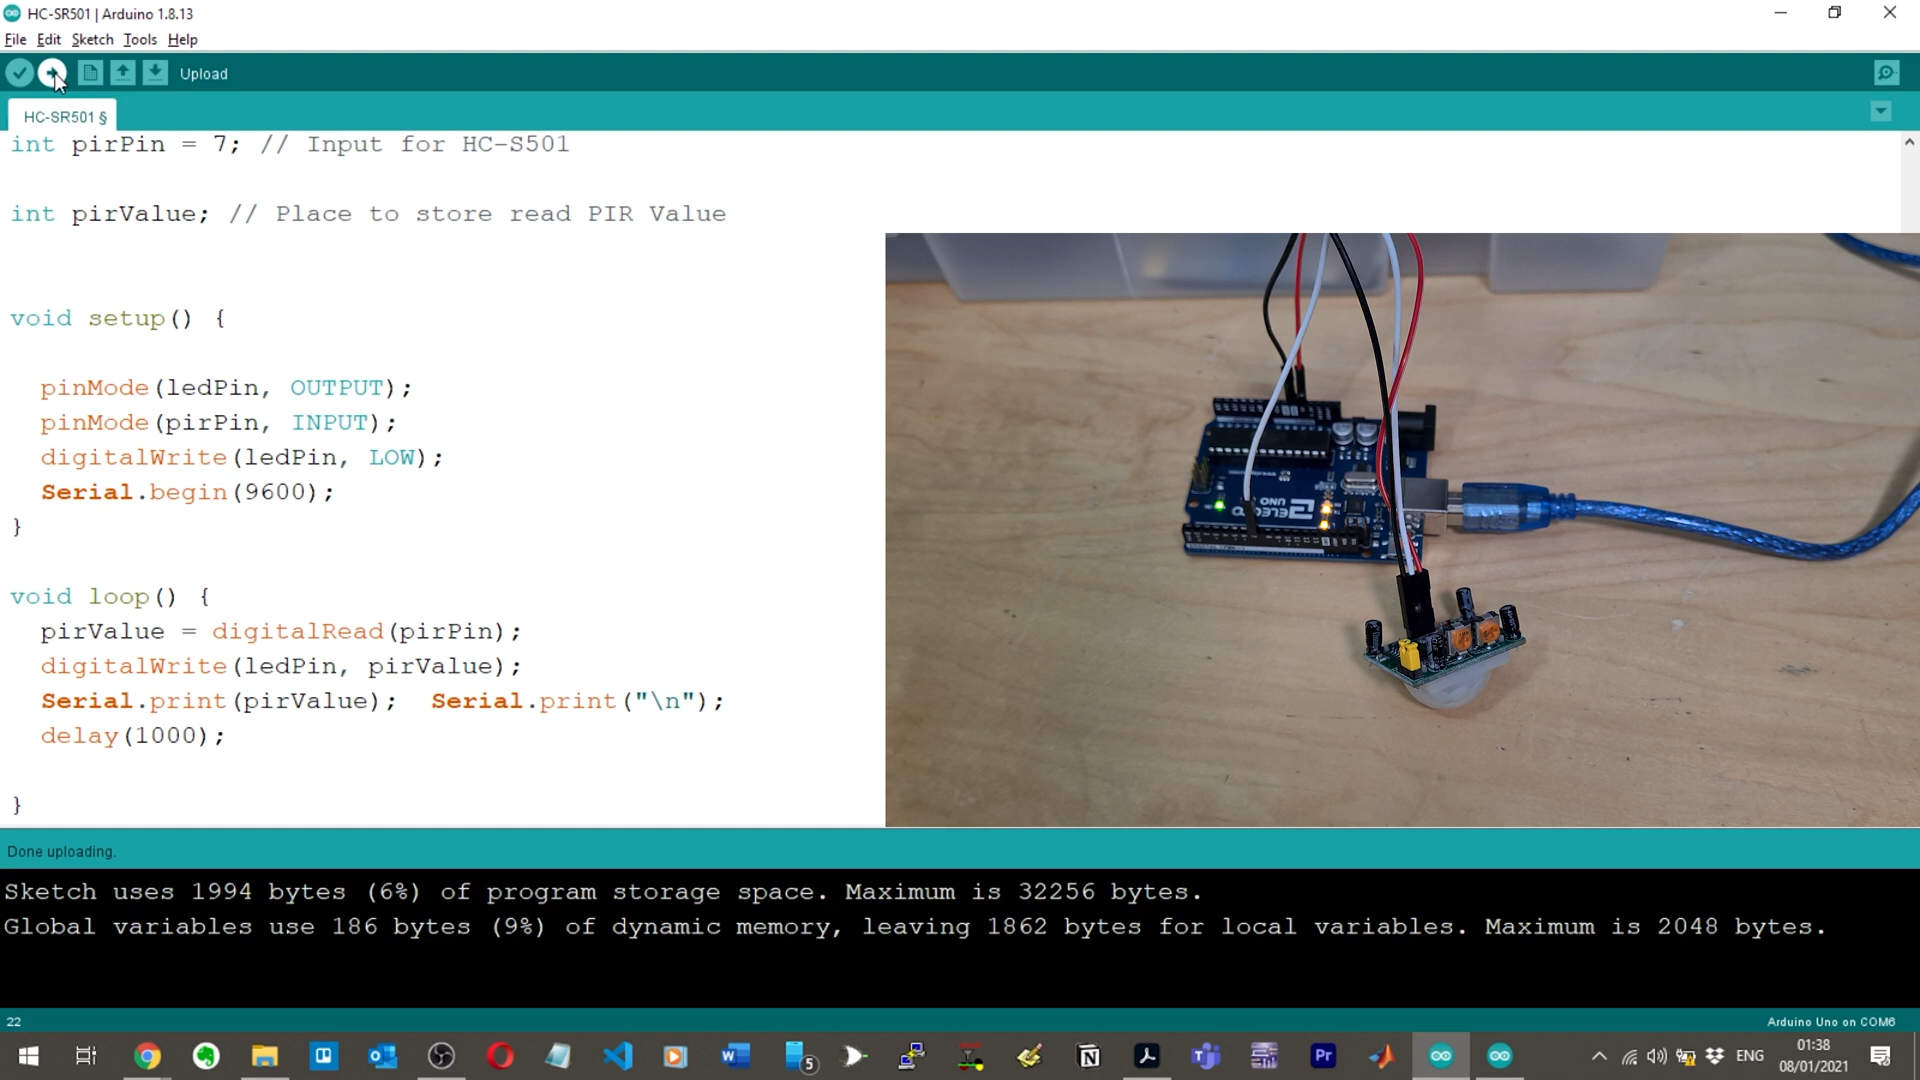 HC-SR501 | Arduino 1.8.13
File Edit Sketch Tools Help
Upload
HC-SR501 §
int pirPin = 7; // Input for HC-S501
int pirValue; // Place to store read PIR Value
void setup() {
pinMode(ledPin, OUTPUT);
pinMode(pirPin, INPUT);
digitalWrite(ledPin, LOW);
Serial.begin(9600);
}
void loop() {
pirValue = digitalRead(pirPin);
digitalWrite(ledPin, pirValue);
Serial.print(pirValue); Serial.print("\n");
delay(1000);
}
UNO
ELEGOO
Done uploading.
Sketch uses 1994 bytes (6%) of program storage space. Maximum is 32256 bytes.
Global variables use 186 bytes (9%) of dynamic memory, leaving 1862 bytes for local variables. Maximum is 2048 bytes.
22
Arduino Uno on COM6
5
Pr
ENG
01:38
08/01/2021